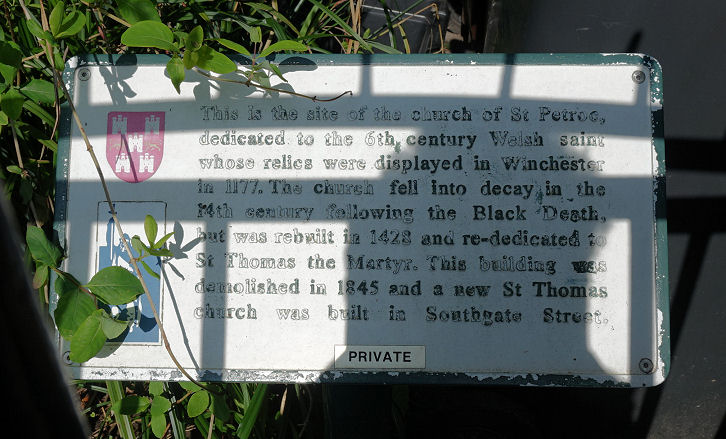 This is the site of the church of St Petroc,
dedicated to the 6th century Welsh saint
whose relics were displayed in Winchester
in 1177. The church fell into decay in the
14th century following the Black Death,
but was rebuilt in 1428 and re-dedicated to
St Thomas the Martyr. This building was
demolished in 1845 and a new St Thomas
church was built in Southgate Street.
PRIVATE